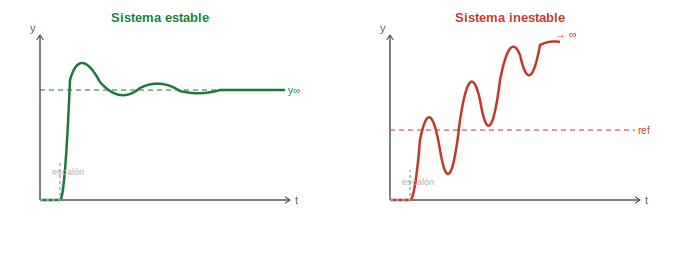 Sistema estable
y
y∞
escalón
t
Sistema inestable
y
→ ∞
ref
escalón
t